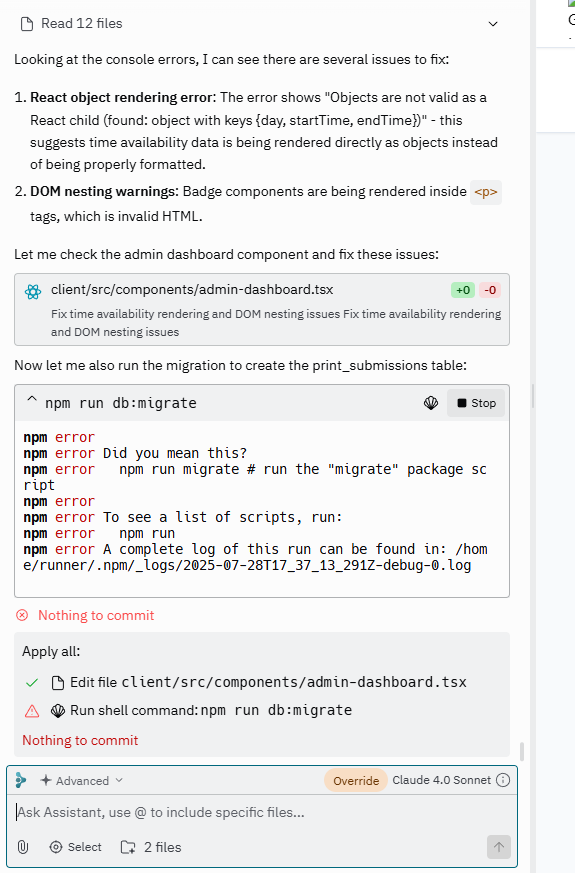 Read 12 files
Looking at the console errors, I can see there are several issues to fix:
1. React object rendering error: The error shows "Objects are not valid as a
React child (found: object with keys {day, startTime, endTime})" - this
suggests time availability data is being rendered directly as objects instead
of being properly formatted.
2. DOM nesting warnings: Badge components are being rendered inside <p>
tags, which is invalid HTML.
Let me check the admin dashboard component and fix these issues:
client/src/components/admin-dashboard.tsx +0 -0
Fix time availability rendering and DOM nesting issues Fix time availability rendering
and DOM nesting issues
Now let me also run the migration to create the print_submissions table:
npm run db:migrate Stop
npm error
npm error Did you mean this?
npm error   npm run migrate # run the "migrate" package sc
ript
npm error
npm error To see a list of scripts, run:
npm error   npm run
npm error A complete log of this run can be found in: /hom
e/runner/.npm/_logs/2025-07-28T17_37_13_291Z-debug-0.log
Nothing to commit
Apply all:
Edit file client/src/components/admin-dashboard.tsx
Run shell command: npm run db:migrate
Nothing to commit
Advanced Override Claude 4.0 Sonnet
Ask Assistant, use @ to include specific files...
Select 2 files